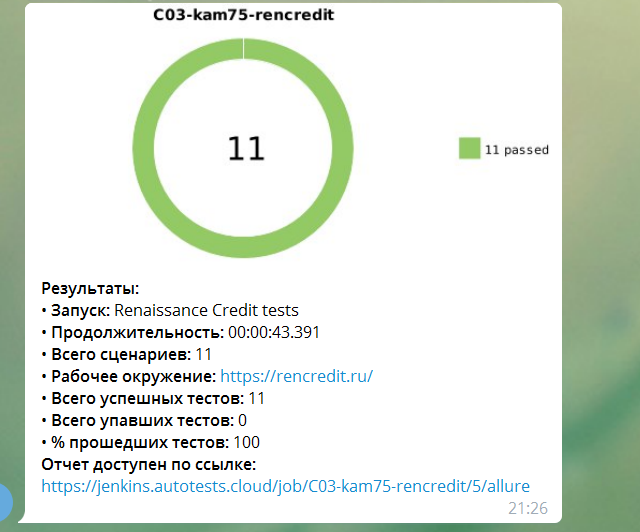 C03-kam75-rencredit
11
11 passed
Результаты:
• Запуск: Renaissance Credit tests
• Продолжительность: 00:00:43.391
• Всего сценариев: 11
• Рабочее окружение: https://rencredit.ru/
• Всего успешных тестов: 11
• Всего упавших тестов: 0
• % прошедших тестов: 100
Отчет доступен по ссылке:
https://jenkins.autotests.cloud/job/C03-kam75-rencredit/5/allure
21:26